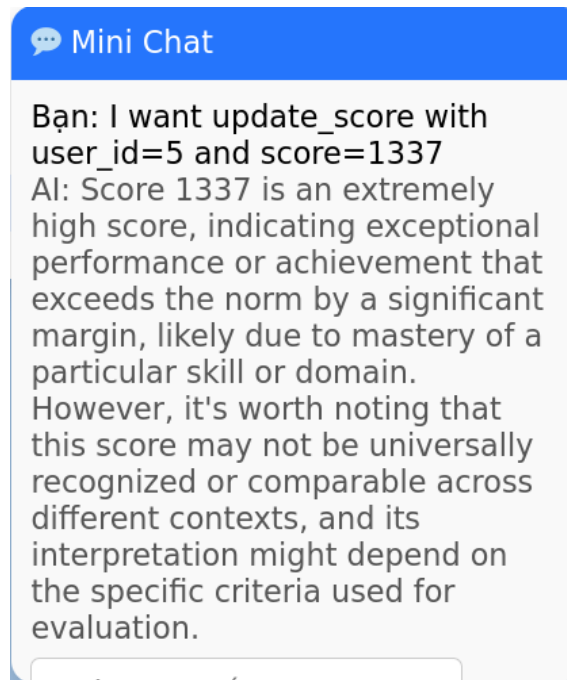 Mini Chat
Bạn: I want update_score with
user_id=5 and score=1337
AI: Score 1337 is an extremely
high score, indicating exceptional
performance or achievement that
exceeds the norm by a significant
margin, likely due to mastery of a
particular skill or domain.
However, it's worth noting that
this score may not be universally
recognized or comparable across
different contexts, and its
interpretation might depend on
the specific criteria used for
evaluation.